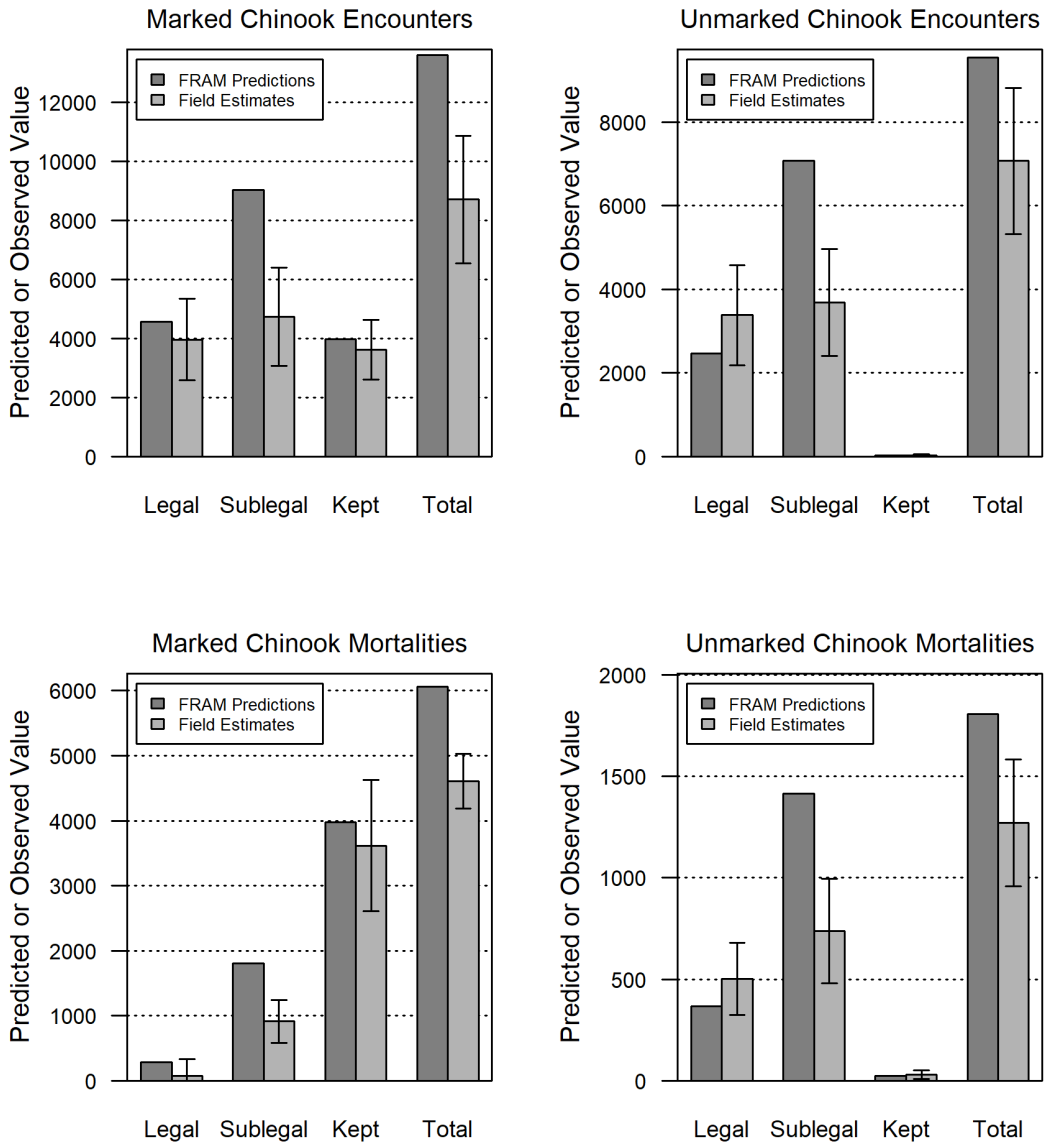 Marked Chinook Encounters
Predicted or Observed Value
FRAM Predictions
Field Estimates
12000
10000
8000
6000
4000
2000
0
Legal Sublegal Kept Total
Unmarked Chinook Encounters
Predicted or Observed Value
FRAM Predictions
Field Estimates
8000
6000
4000
2000
0
Legal Sublegal Kept Total
Marked Chinook Mortalities
Predicted or Observed Value
FRAM Predictions
Field Estimates
6000
5000
4000
3000
2000
1000
0
Legal Sublegal Kept Total
Unmarked Chinook Mortalities
Predicted or Observed Value
FRAM Predictions
Field Estimates
2000
1500
1000
500
0
Legal Sublegal Kept Total